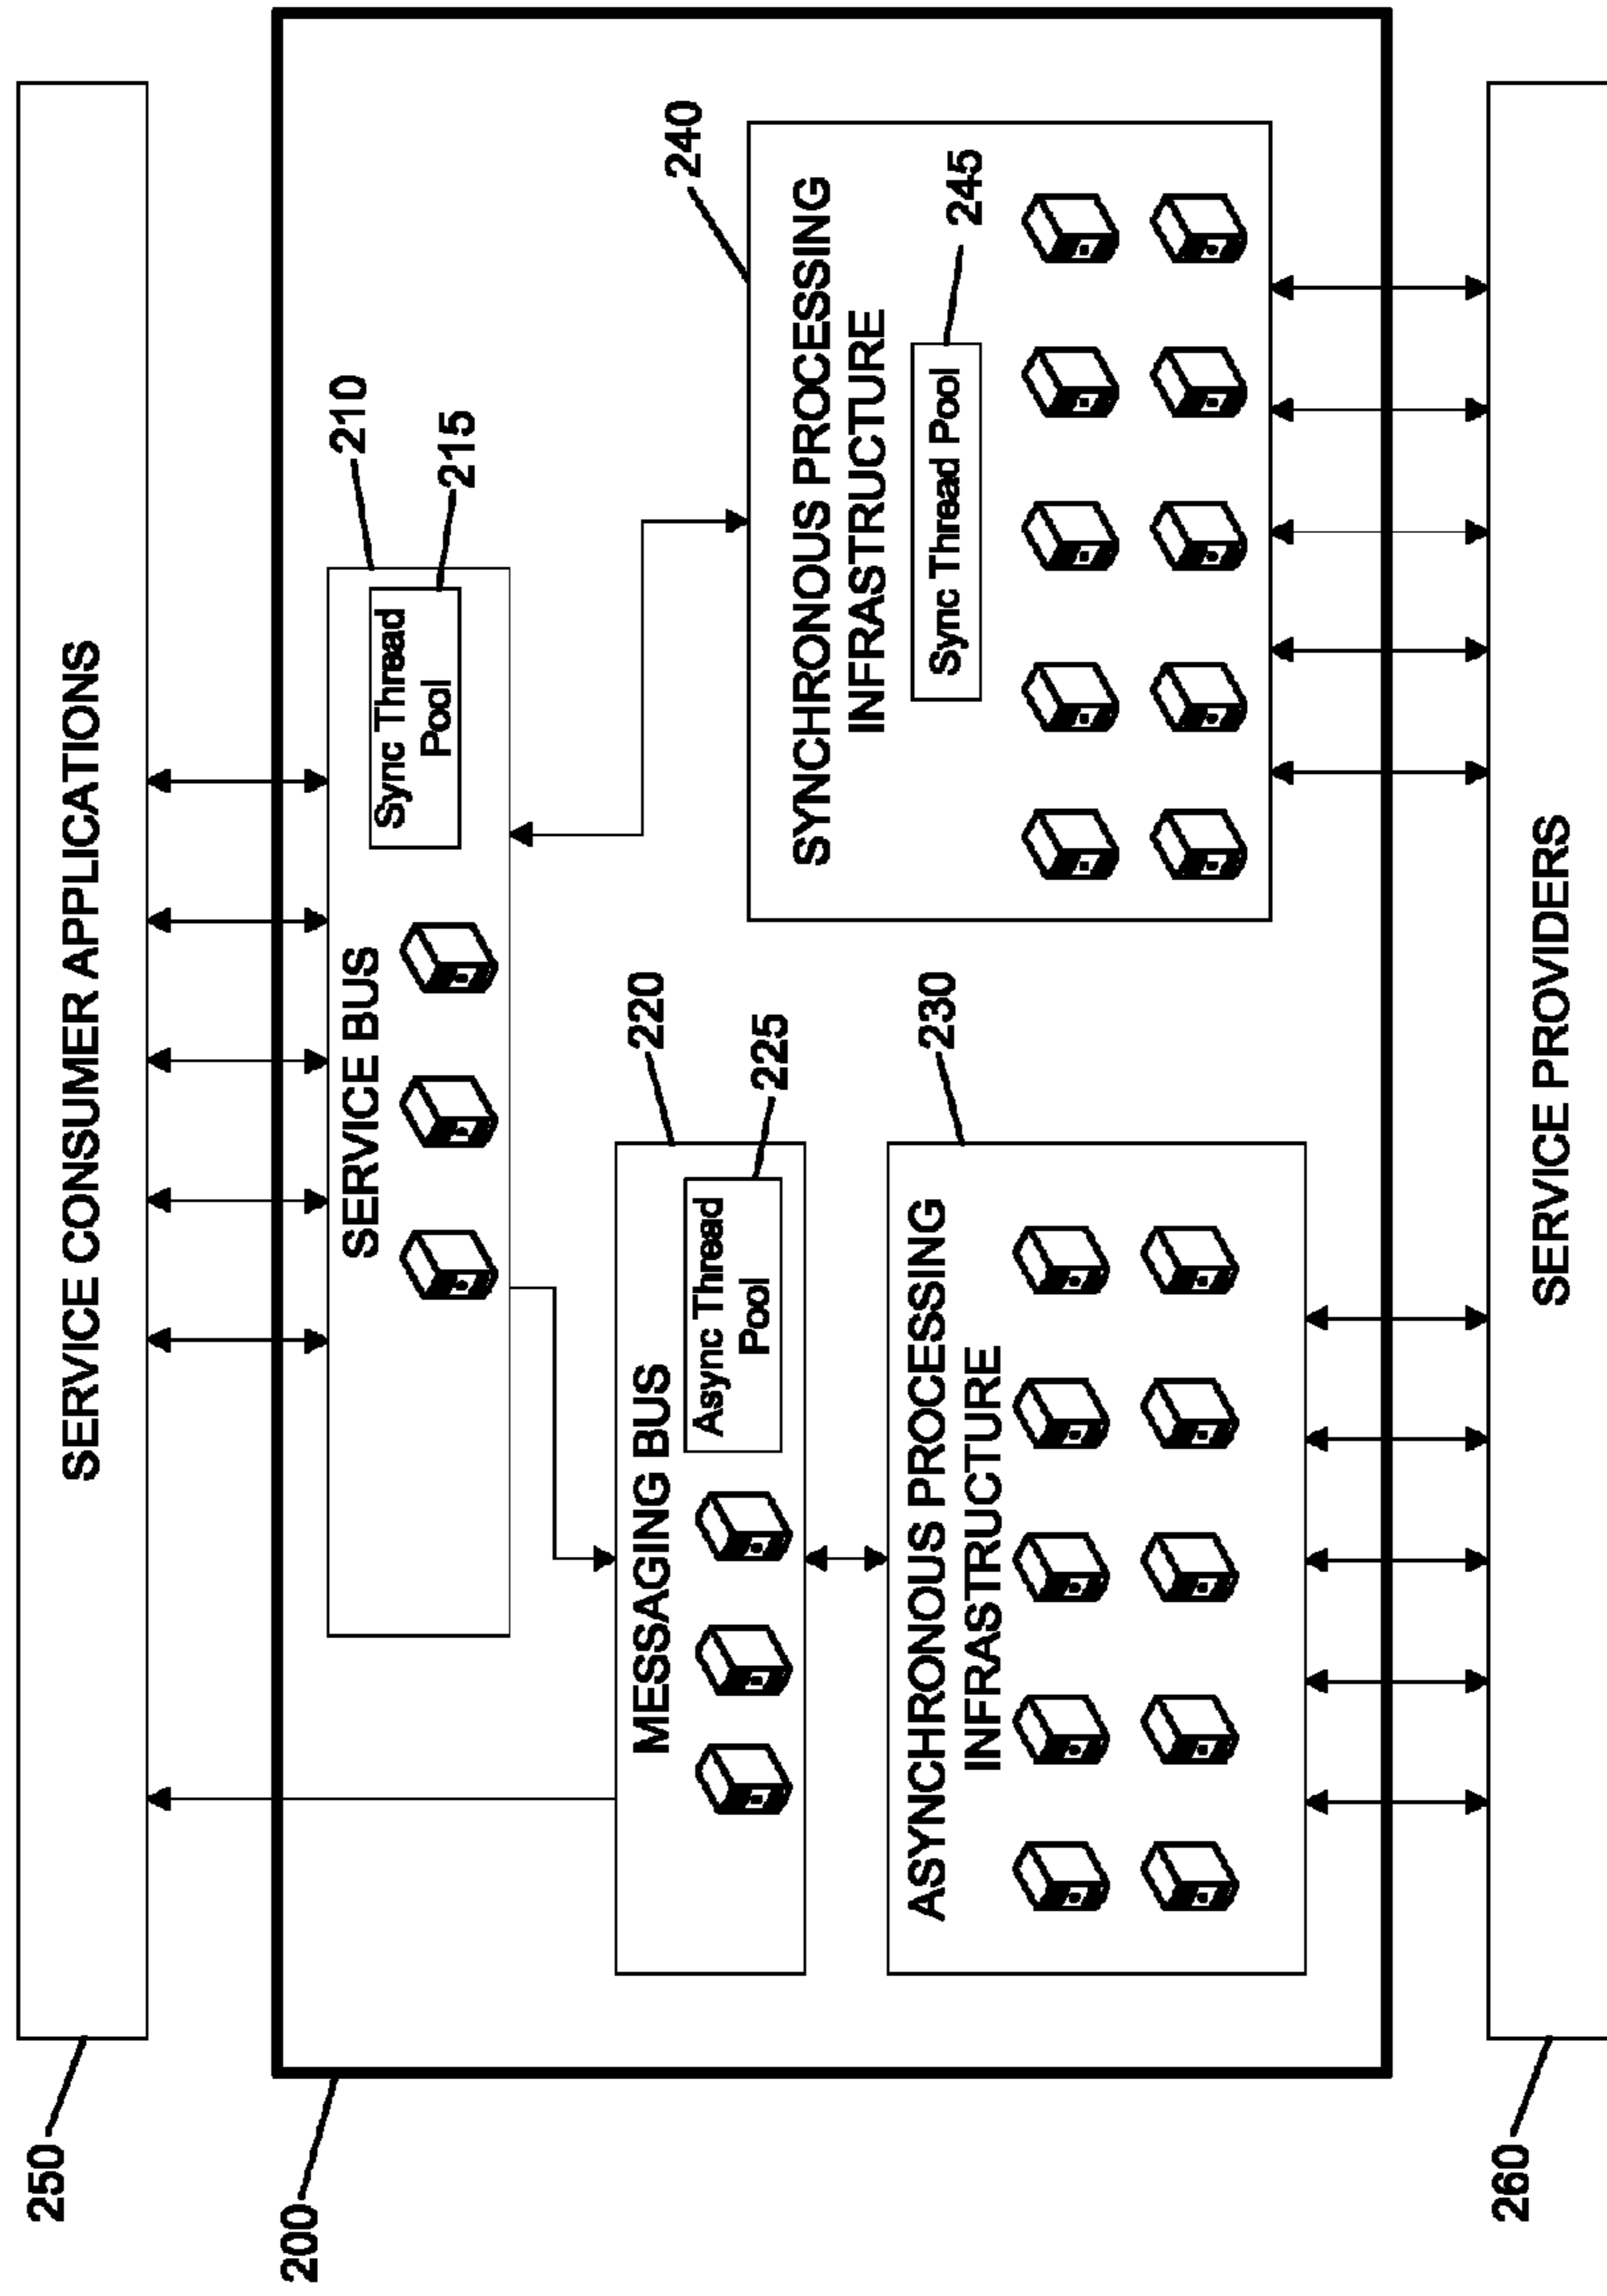 250
SERVICE CONSUMER APPLICATIONS
200
210
SERVICE BUS
Sync Thread
Pool
215
220
MESSAGING BUS
Async Thread
Pool
225
240
SYNCHRONOUS PROCESSING
INFRASTRUCTURE
Sync Thread Pool
245
230
ASYNCHRONOUS PROCESSING
INFRASTRUCTURE
260
SERVICE PROVIDERS